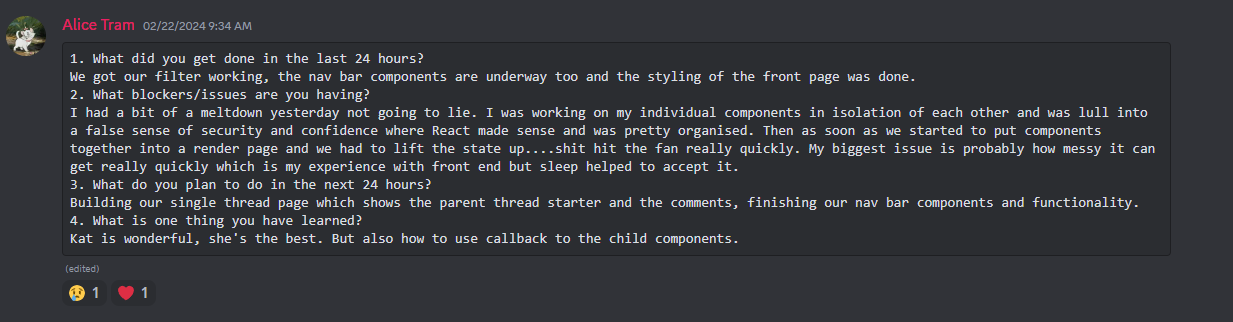 Alice Tram 02/22/2024 9:34 AM
1. What did you get done in the last 24 hours?
We got our filter working, the nav bar components are underway too and the styling of the front page was done.
2. What blockers/issues are you having?
I had a bit of a meltdown yesterday not going to lie. I was working on my individual components in isolation of each other and was lull into
a false sense of security and confidence where React made sense and was pretty organised. Then as soon as we started to put components
together into a render page and we had to lift the state up....shit hit the fan really quickly. My biggest issue is probably how messy it can
get really quickly which is my experience with front end but sleep helped to accept it.
3. What do you plan to do in the next 24 hours?
Building our single thread page which shows the parent thread starter and the comments, finishing our nav bar components and functionality.
4. What is one thing you have learned?
Kat is wonderful, she's the best. But also how to use callback to the child components.
(edited)
1 1